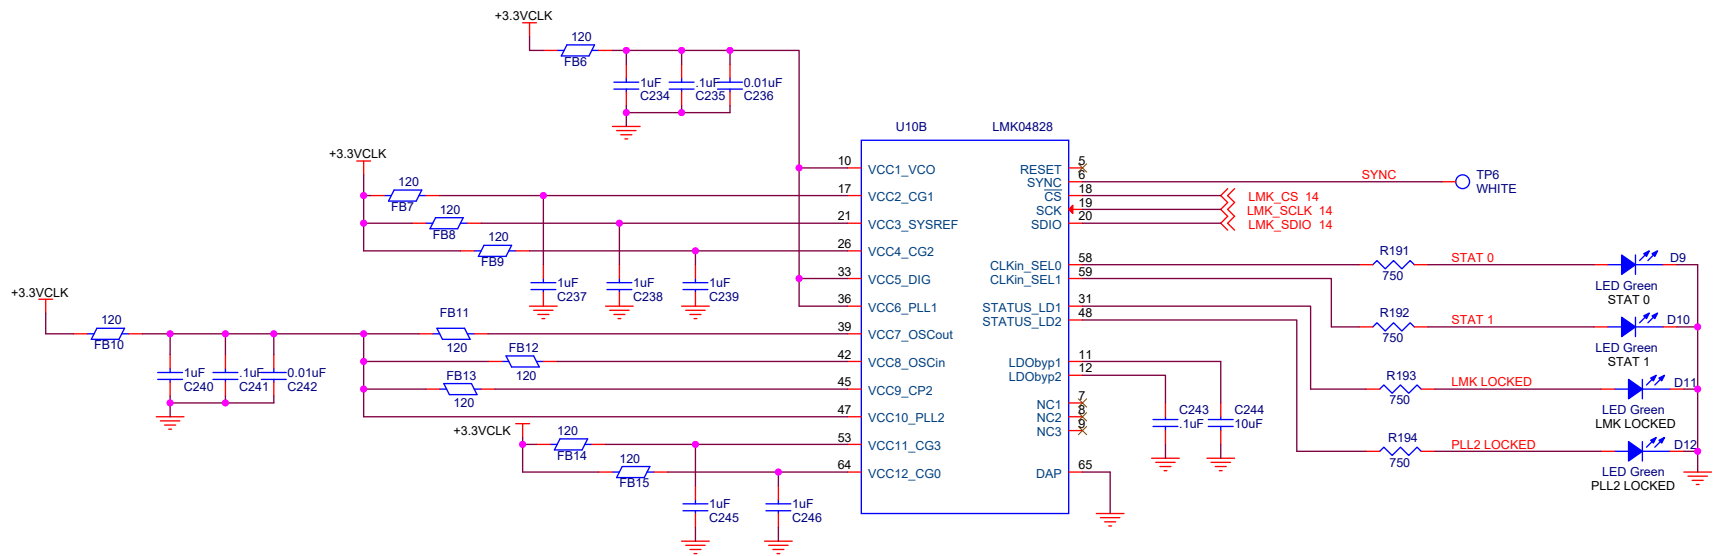 +3.3VCLK
120
FB6
1uF
C234
.1uF
C235
0.01uF
C236
U10B
LMK04828
+3.3VCLK
120
FB7
120
FB8
120
FB9
1uF
C237
1uF
C238
1uF
C239
+3.3VCLK
120
FB10
1uF
C240
.1uF
C241
0.01uF
C242
FB11
120
FB12
120
FB13
120
+3.3VCLK
120
FB14
120
FB15
1uF
C245
1uF
C246
10 VCC1_VCO
17 VCC2_CG1
21 VCC3_SYSREF
26 VCC4_CG2
33 VCC5_DIG
36 VCC6_PLL1
39 VCC7_OSCout
42 VCC8_OSCin
45 VCC9_CP2
47 VCC10_PLL2
53 VCC11_CG3
64 VCC12_CG0
RESET 5
SYNC 6
CS 18
SCK 19
SDIO 20
CLKin_SEL0 58
CLKin_SEL1 59
STATUS_LD1 31
STATUS_LD2 48
LDObyp1 11
LDObyp2 12
NC1 7
NC2 8
NC3 9
DAP 65
SYNC
TP6
WHITE
LMK_CS 14
LMK_SCLK 14
LMK_SDIO 14
R191
750
STAT 0
D9
LED Green
STAT 0
R192
750
STAT 1
D10
LED Green
STAT 1
R193
750
LMK LOCKED
D11
LED Green
LMK LOCKED
R194
750
PLL2 LOCKED
D12
LED Green
PLL2 LOCKED
C243
.1uF
C244
10uF